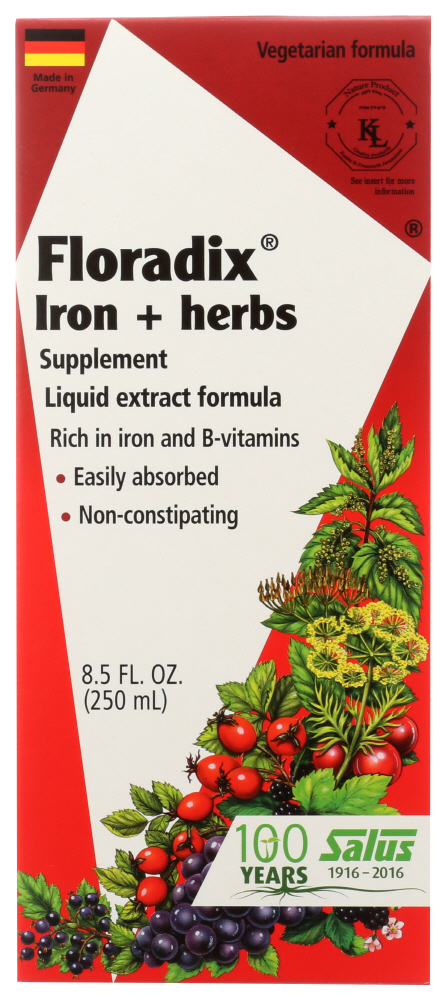 Made in
Germany
Vegetarian formula
Nature Product
KL
See insert for more
information
®
Floradix®
Iron + herbs
Supplement
Liquid extract formula
Rich in iron and B-vitamins
• Easily absorbed
• Non-constipating
8.5 FL. OZ.
(250 mL)
100
YEARS
Salus
1916 – 2016